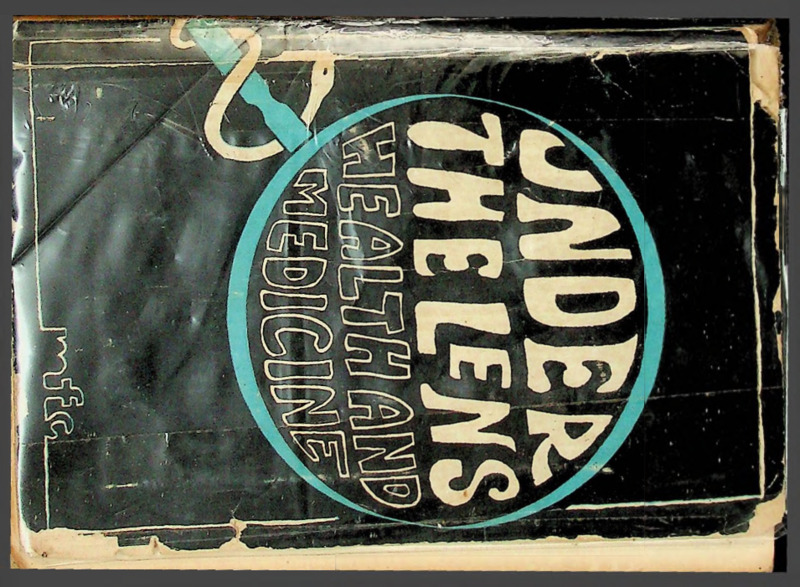 UNDER
THE LENS
HEALTH AND
MEDICINE
mfc